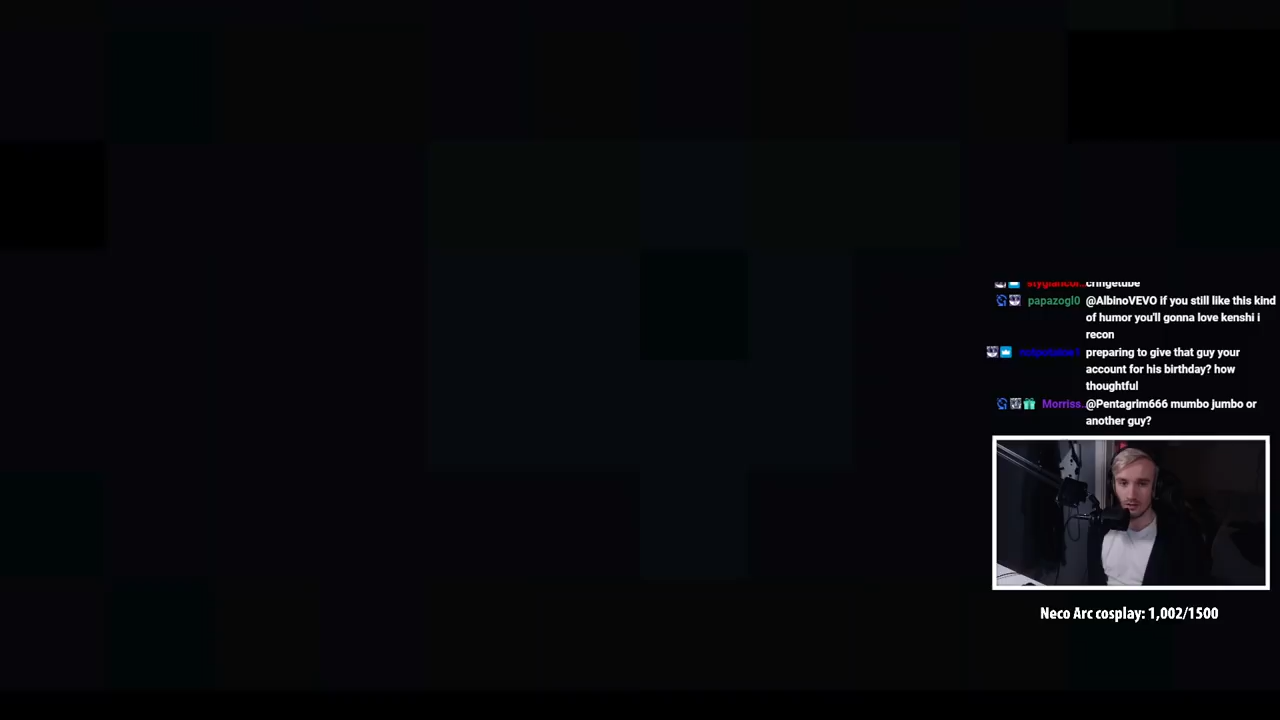 cringetube
papazogl0 @AlbinoVEVO if you still like this kind
of humor you'll gonna love kenshi i
recon
notpotaine1 preparing to give that guy your
account for his birthday? how
thoughtful
Morriss.. @Pentagrim666 mumbo jumbo or
another guy?
Neco Arc cosplay: 1,002/1500